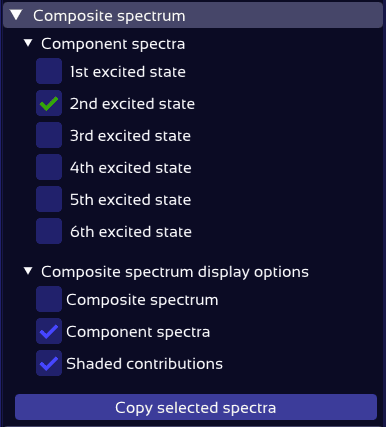 Composite spectrum
Component spectra
1st excited state
2nd excited state
3rd excited state
4th excited state
5th excited state
6th excited state
Composite spectrum display options
Composite spectrum
Component spectra
Shaded contributions
Copy selected spectra